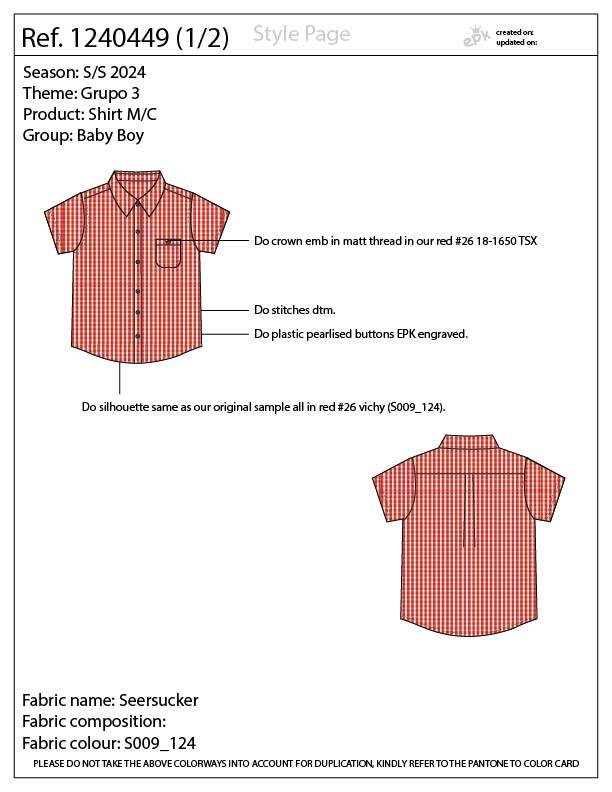 Ref. 1240449 (1/2)
Style Page
epk
created on:
updated on:
Season: S/S 2024
Theme: Grupo 3
Product: Shirt M/C
Group: Baby Boy
Do crown emb in matt thread in our red #26 18-1650 TSX
Do stitches dtm.
Do plastic pearlised buttons EPK engraved.
Do silhouette same as our original sample all in red #26 vichy (S009_124).
Fabric name: Seersucker
Fabric composition:
Fabric colour: S009_124
PLEASE DO NOT TAKE THE ABOVE COLORWAYS INTO ACCOUNT FOR DUPLICATION, KINDLY REFER TO THE PANTONE TO COLOR CARD